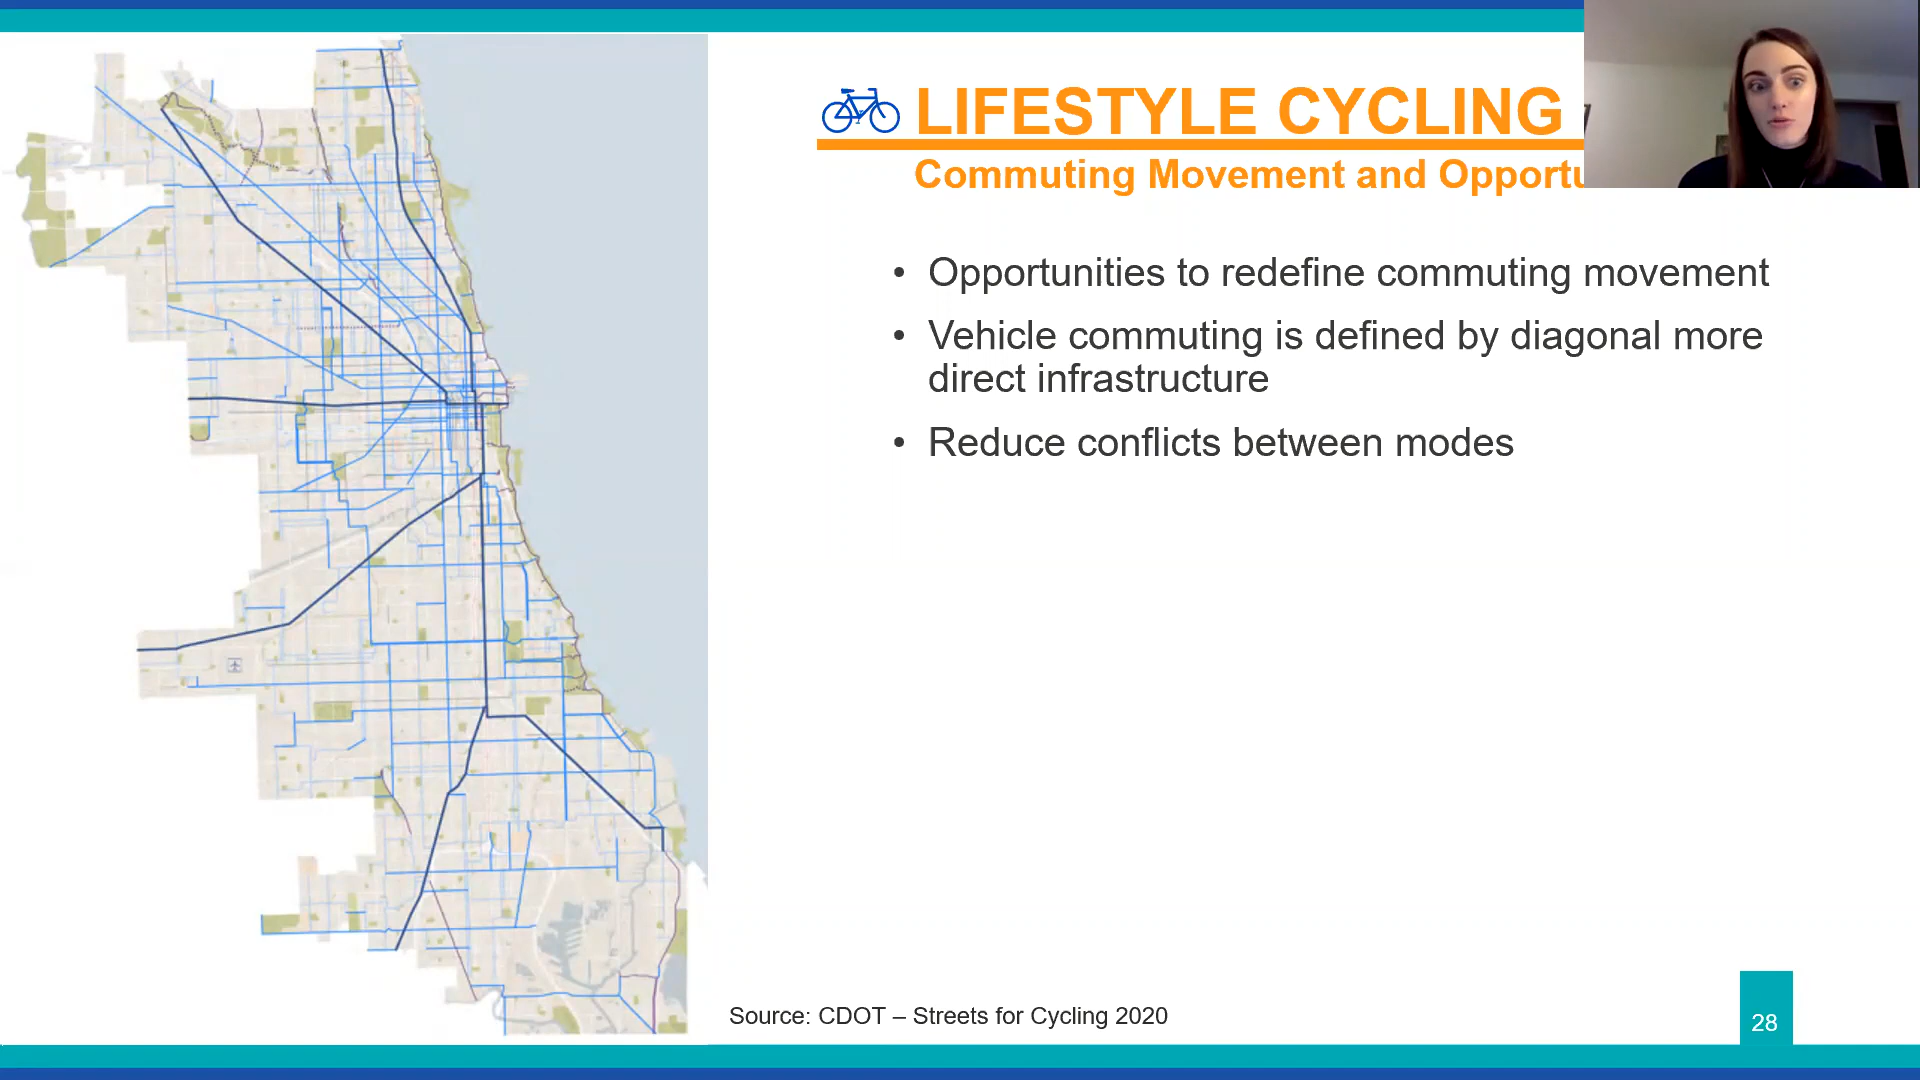 LIFESTYLE CYCLING
Commuting Movement and
• Opportunities to redefine commuting movement
• Vehicle commuting is defined by diagonal more
direct infrastructure
• Reduce conflicts between modes
Source: CDOT – Streets for Cycling 2020
28